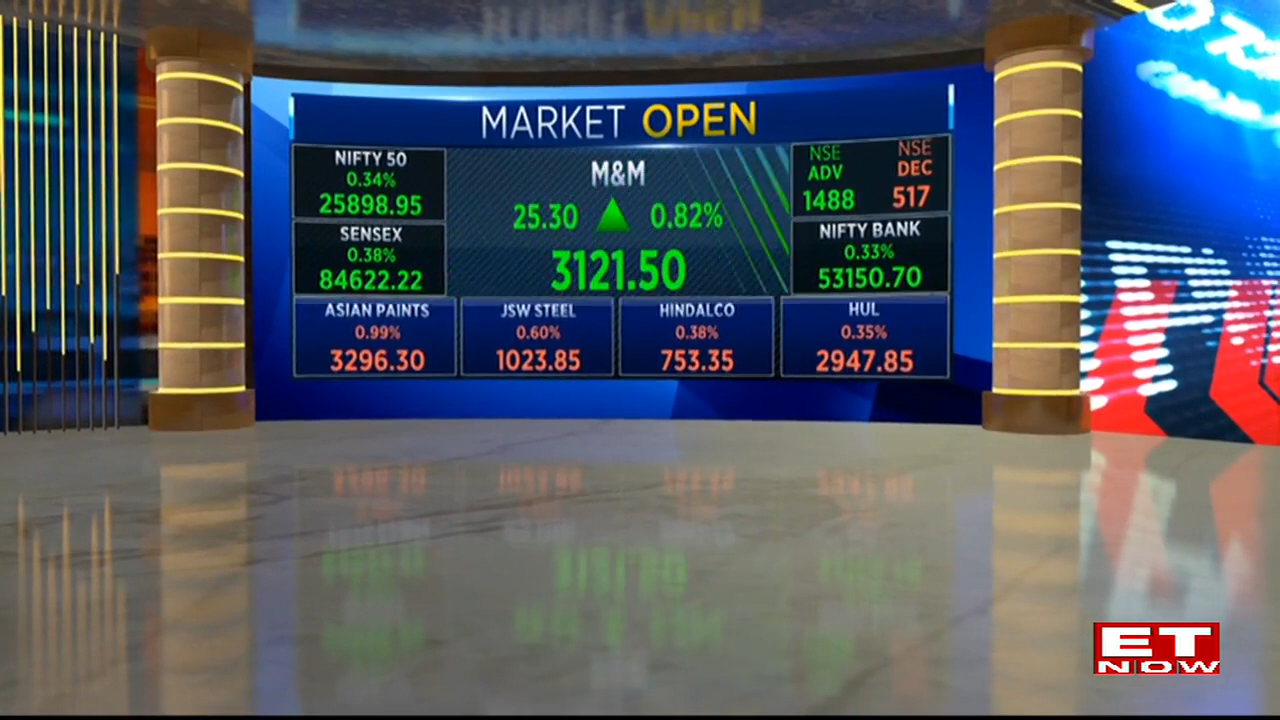 MARKET OPEN
NIFTY 50
0.34%
25898.95
SENSEX
0.38%
84622.22
M&M
25.30 0.82%
3121.50
NSE ADV
1488
NSE DEC
517
NIFTY BANK
0.33%
53150.70
ASIAN PAINTS
0.99%
3296.30
JSW STEEL
0.60%
1023.85
HINDALCO
0.38%
753.35
HUL
0.35%
2947.85
ET
NOW